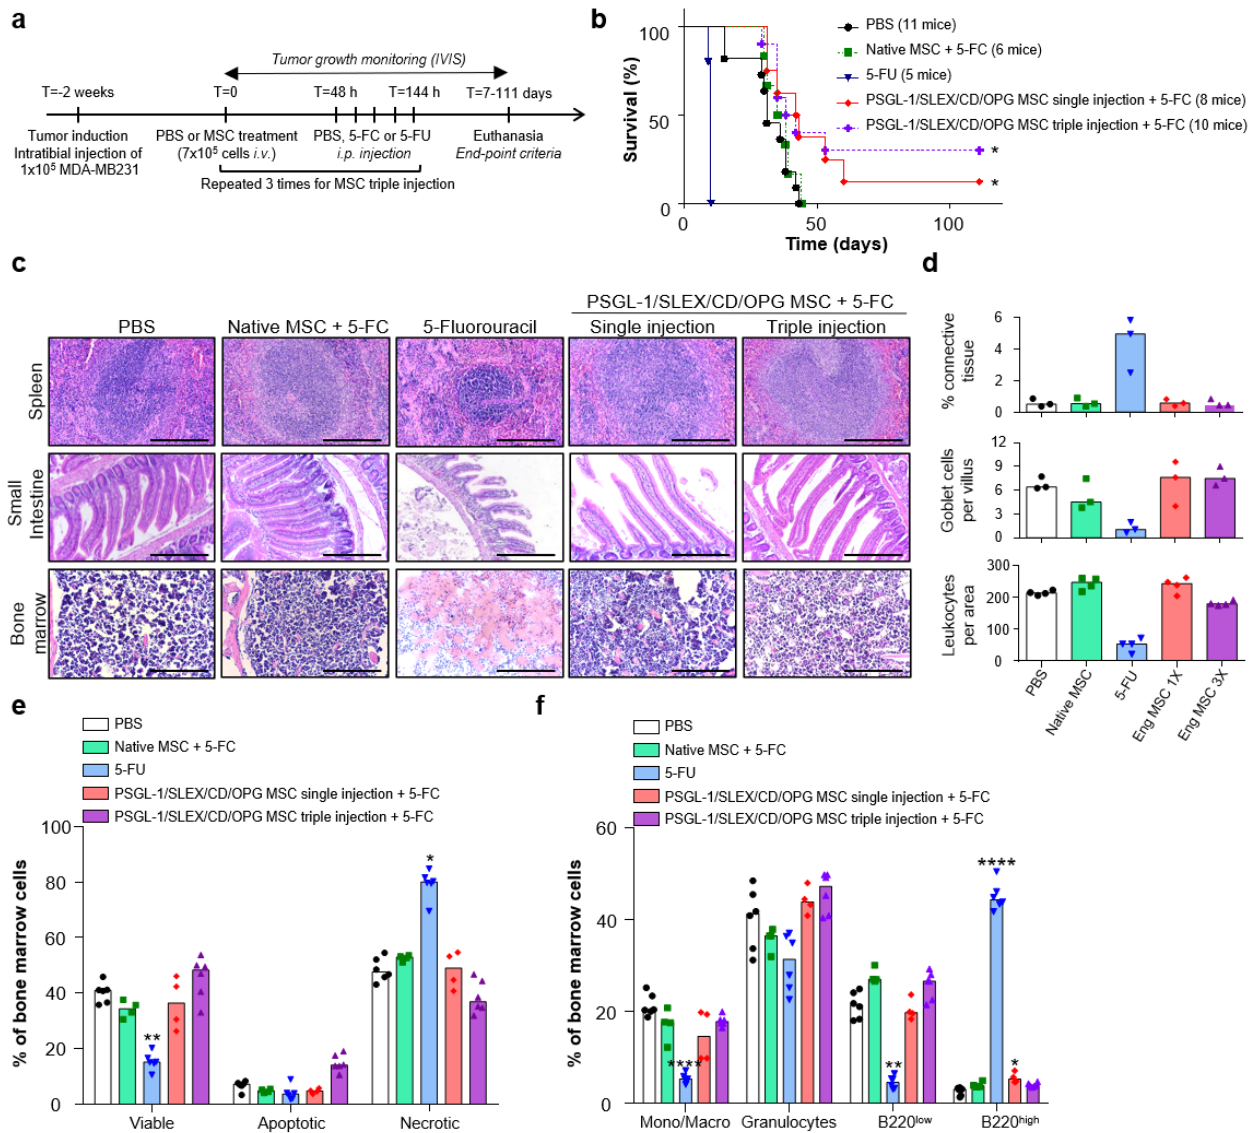 a
Tumor growth monitoring (IVIS)
T=-2 weeks
T=0
T=48 h
T=144 h
T=7-111 days
Tumor induction
Intratibial injection of
1x10⁵ MDA-MB231
PBS or MSC treatment
(7x10⁵ cells i.v.)
PBS, 5-FC or 5-FU
i.p. injection
Euthanasia
End-point criteria
Repeated 3 times for MSC triple injection
b
Survival (%)
100
50
0
0
50
100
Time (days)
PBS (11 mice)
Native MSC + 5-FC (6 mice)
5-FU (5 mice)
PSGL-1/SLEX/CD/OPG MSC single injection + 5-FC (8 mice)
PSGL-1/SLEX/CD/OPG MSC triple injection + 5-FC (10 mice)
*
*
c
PSGL-1/SLEX/CD/OPG MSC + 5-FC
PBS
Native MSC + 5-FC
5-Fluorouracil
Single injection
Triple injection
Spleen
Small
Intestine
Bone
marrow
d
% connective
tissue
6
4
2
0
Goblet cells
per villus
12
9
6
3
0
Leukocytes
per area
300
200
100
0
PBS
Native MSC
5-FU
Eng MSC 1X
Eng MSC 3X
e
PBS
Native MSC + 5-FC
5-FU
PSGL-1/SLEX/CD/OPG MSC single injection + 5-FC
PSGL-1/SLEX/CD/OPG MSC triple injection + 5-FC
% of bone marrow cells
100
80
60
40
20
0
**
*
Viable
Apoptotic
Necrotic
f
PBS
Native MSC + 5-FC
5-FU
PSGL-1/SLEX/CD/OPG MSC single injection + 5-FC
PSGL-1/SLEX/CD/OPG MSC triple injection + 5-FC
% of bone marrow cells
60
40
20
0
****
**
****
*
Mono/Macro
Granulocytes
B220ˡᵒʷ
B220ʰⁱᵍʰ